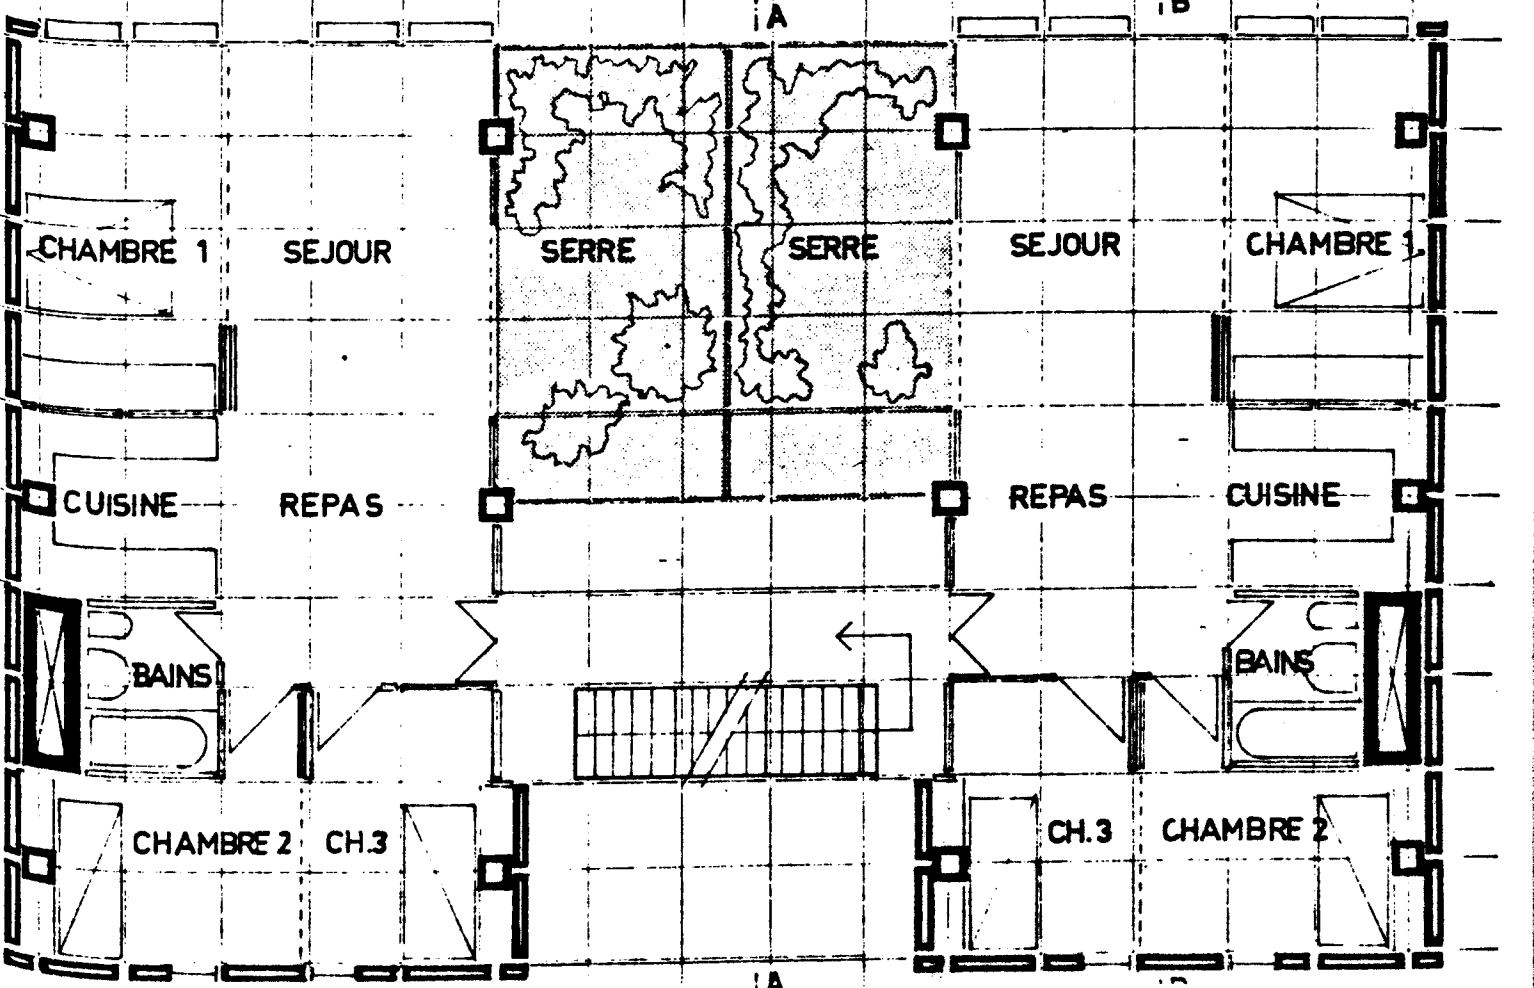 A
B
CHAMBRE 1
SEJOUR
SERRE
SERRE
SEJOUR
CHAMBRE 1
CUISINE
REPAS
REPAS
CUISINE
BAINS
BAINS
CHAMBRE 2
CH.3
CH.3
CHAMBRE 2
A
B